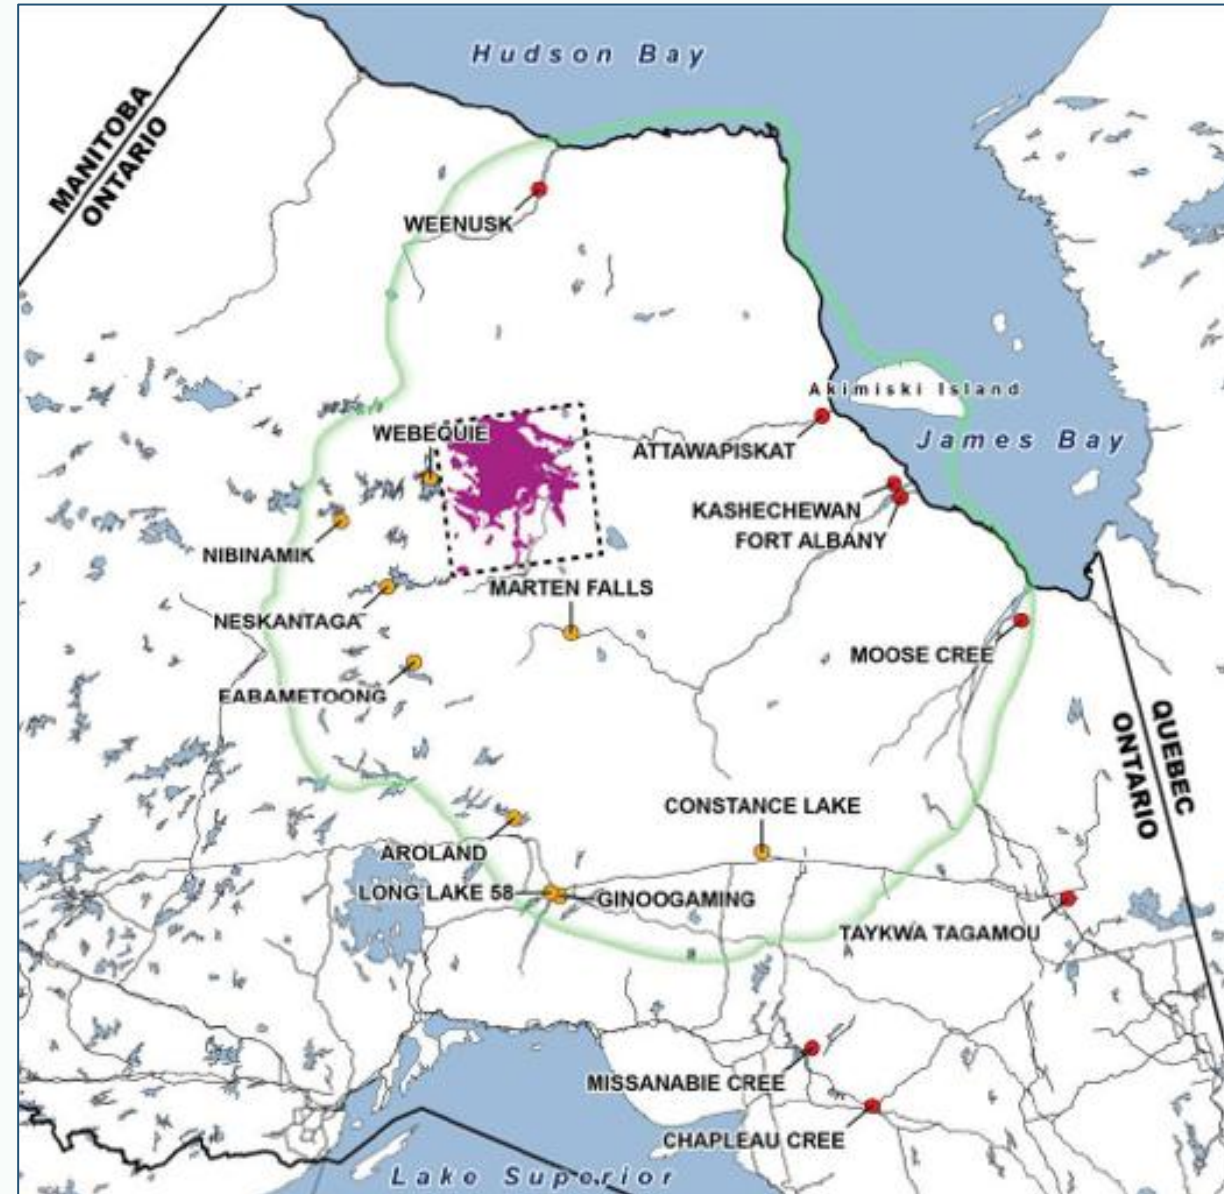 Hudson Bay
MANITOBA
ONTARIO
WEENUSK
Akimiski Island
WEBEQUIE
ATTAWAPISKAT
James Bay
KASHECHEWAN
FORT ALBANY
NIBINAMIK
MARTEN FALLS
NESKANTAGA
MOOSE CREE
EABAMETOONG
QUEBEC
ONTARIO
CONSTANCE LAKE
AROLAND
LONG LAKE 58
GINOOGAMING
TAYKWA TAGAMOU
MISSANABIE CREE
CHAPLEAU CREE
Lake Superior